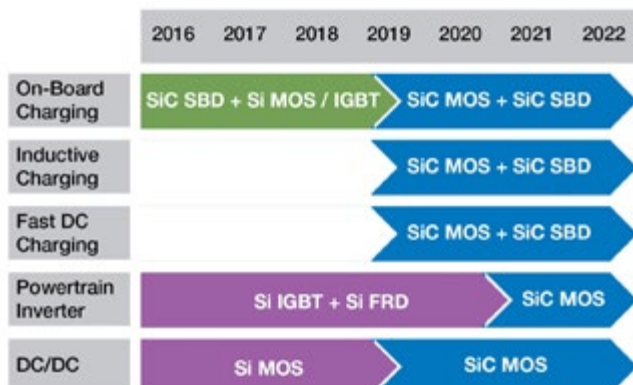 2016 2017 2018 2019 2020 2021 2022
On-Board
Charging
SiC SBD + Si MOS / IGBT
SiC MOS + SiC SBD
Inductive
Charging
SiC MOS + SiC SBD
Fast DC
Charging
SiC MOS + SiC SBD
Powertrain
Inverter
Si IGBT + Si FRD
SiC MOS
DC/DC
Si MOS
SiC MOS